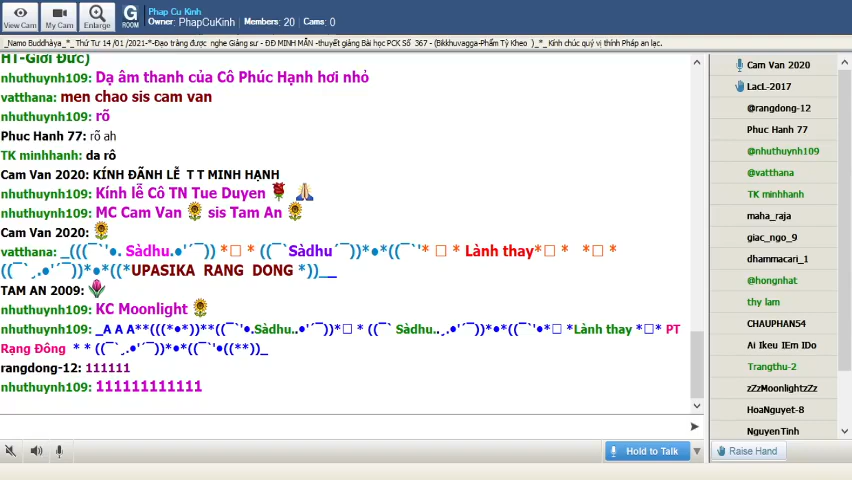 View Cam
My Cam
Enlarge
G
ROOM
Phap Cu Kinh
Owner: PhapCuKinh Members: 20 Cams: 0
_Namo Buddhàya_*_ Thứ Tư 14 /01 /2021-*-Đạo tràng được nghe Giảng sư - ĐĐ MINH MẪN -thuyết giảng Bài học PCK Số 367 - (Bikkhuvagga-Phẩm Tỳ Kheo )_*_ Kính chúc quý vị thính Pháp an lạc.
HT-Giới Đức)
nhuthuynh109: Dạ âm thanh của Cô Phúc Hạnh hơi nhỏ
vatthana: men chao sis cam van
nhuthuynh109: rõ
Phuc Hanh 77: rõ ah
TK minhhanh: da rô
Cam Van 2020: KÍNH ĐÃNH LỄ T T MINH HẠNH
nhuthuynh109: Kính lễ Cô TN Tue Duyen 🌹 🙏
nhuthuynh109: MC Cam Van 🌻 sis Tam An 🌻
Cam Van 2020: 🌻
vatthana: _(((¯`'•. Sàdhu.•'´¯)) *□ * ((¯`Sàdhu´¯))*•*((¯`'* □ * Lành thay*□ * *□ *
((¯`¸.•'´¯))*•*((*UPASIKA RANG DONG *))__
TAM AN 2009: 🌷
nhuthuynh109: KC Moonlight 🌻
nhuthuynh109: _A A A**(((*•*))**((¯`'•.Sàdhu..•'´¯))*□ * ((¯` Sàdhu..¸.•'´¯))*•*((¯`'•*□ *Lành thay *□* PT
Rạng Đông * * ((¯`¸.•'´¯))*•*((¯`'•((**))_
rangdong-12: 111111
nhuthuynh109: 111111111111
Hold to Talk
Cam Van 2020
LacL-2017
@rangdong-12
Phuc Hanh 77
@nhuthuynh109
@vatthana
TK minhhanh
maha_raja
giac_ngo_9
dhammacari_1
@hongnhat
thy lam
CHAUPHAN54
Ai Ikeu IErn IDo
Trangthu-2
zZzMoonlightzZz
HoaNguyet-8
NguyenTinh
Raise Hand